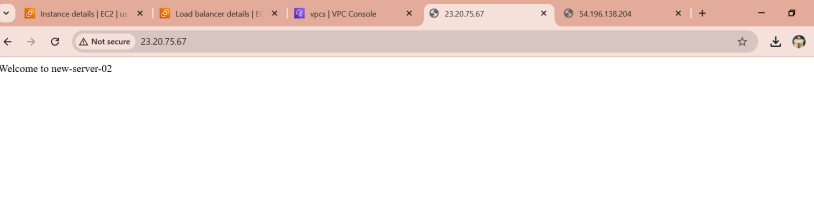 Instance details | EC2 | us
Load balancer details | EC
vpcs | VPC Console
23.20.75.67
54.196.138.204
Not secure
23.20.75.67
Welcome to new-server-02